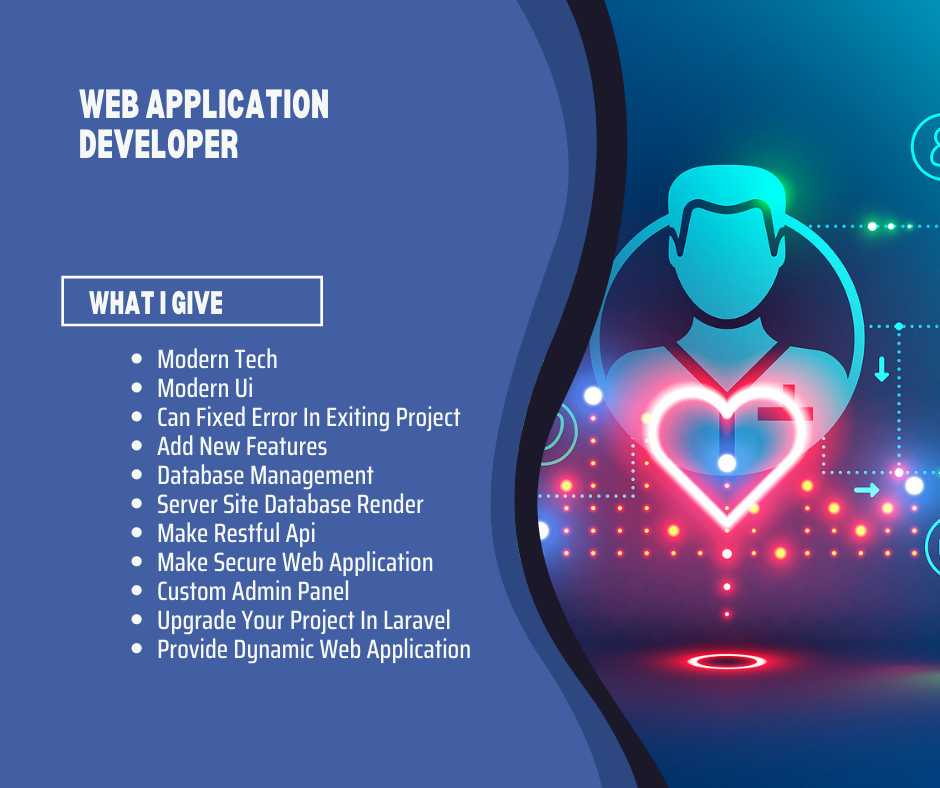 WEB APPLICATION
DEVELOPER
WHAT I GIVE
Modern Tech
Modern Ui
Can Fixed Error In Exiting Project
Add New Features
Database Management
Server Site Database Render
Make Restful Api
Make Secure Web Application
Custom Admin Panel
Upgrade Your Project In Laravel
Provide Dynamic Web Application